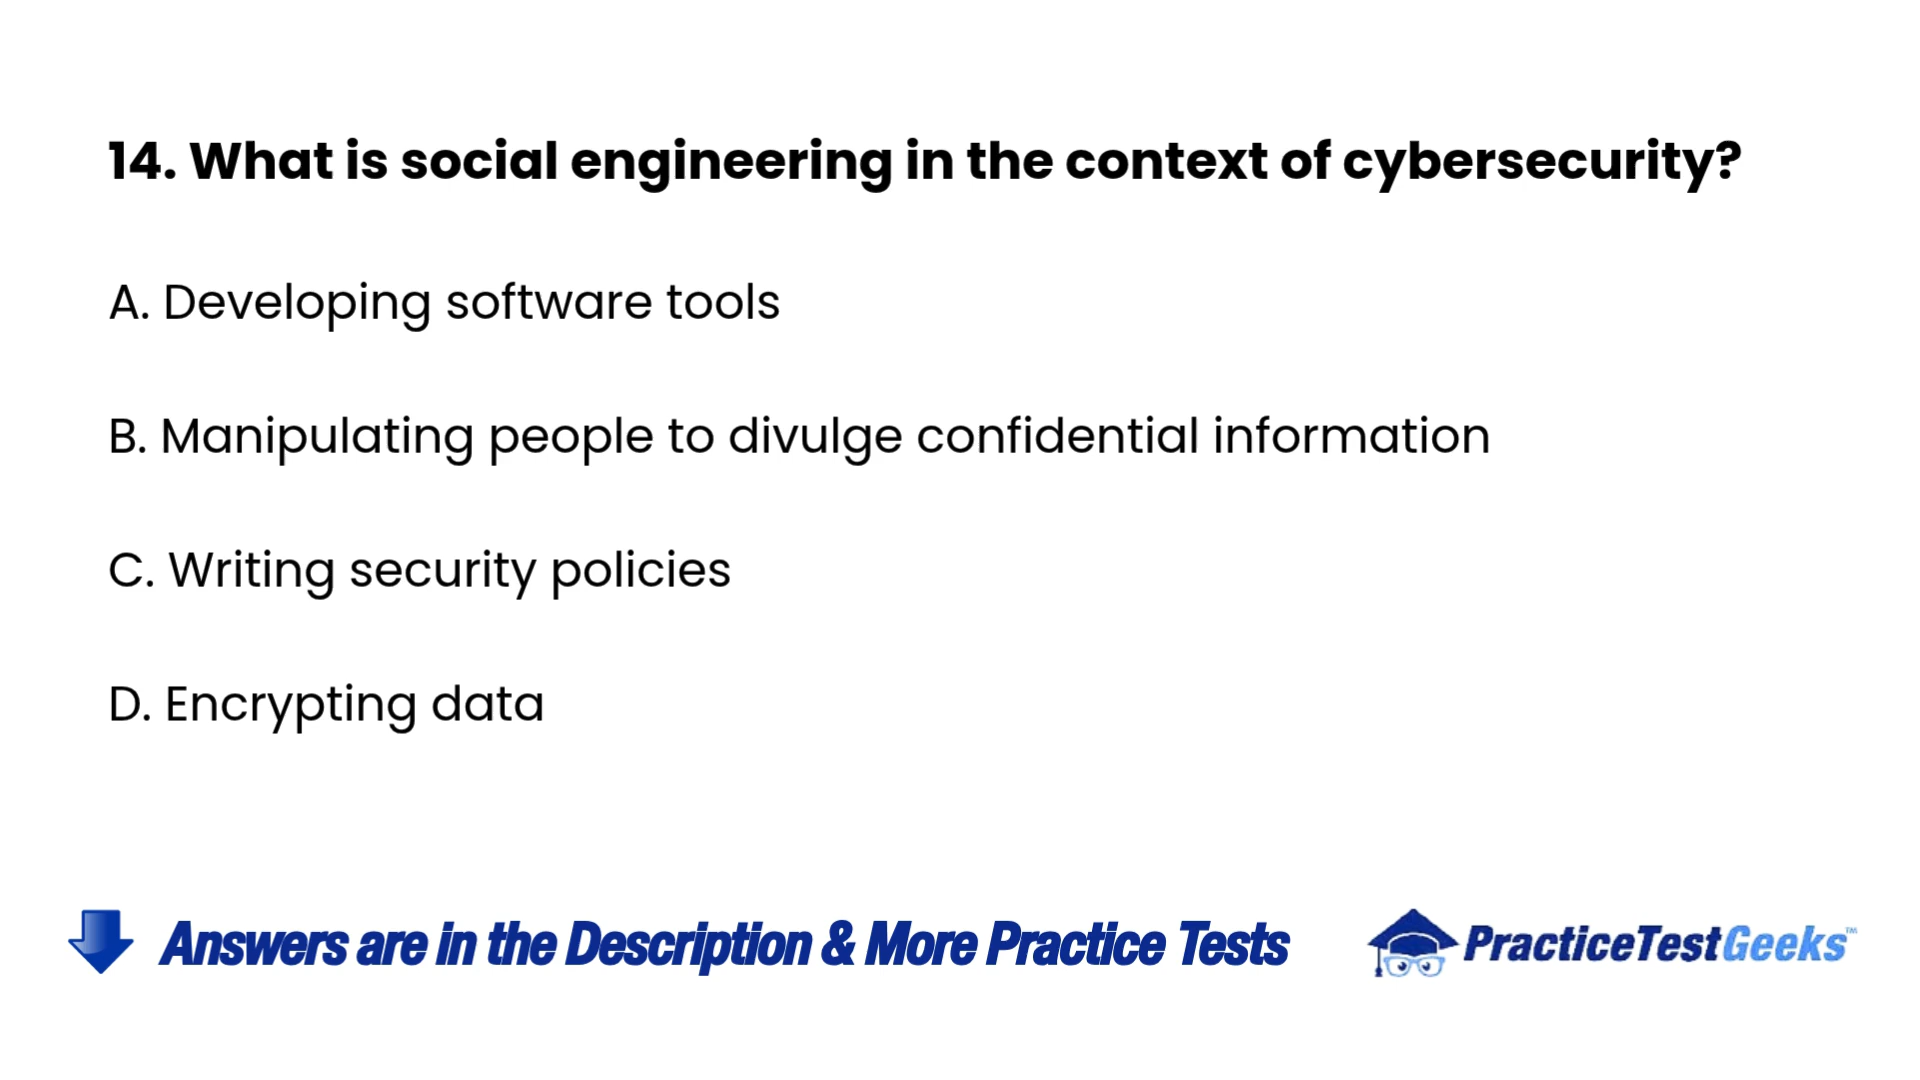 14. What is social engineering in the context of cybersecurity?
A. Developing software tools
B. Manipulating people to divulge confidential information
C. Writing security policies
D. Encrypting data
Answers are in the Description & More Practice Tests
PracticeTestGeeks™